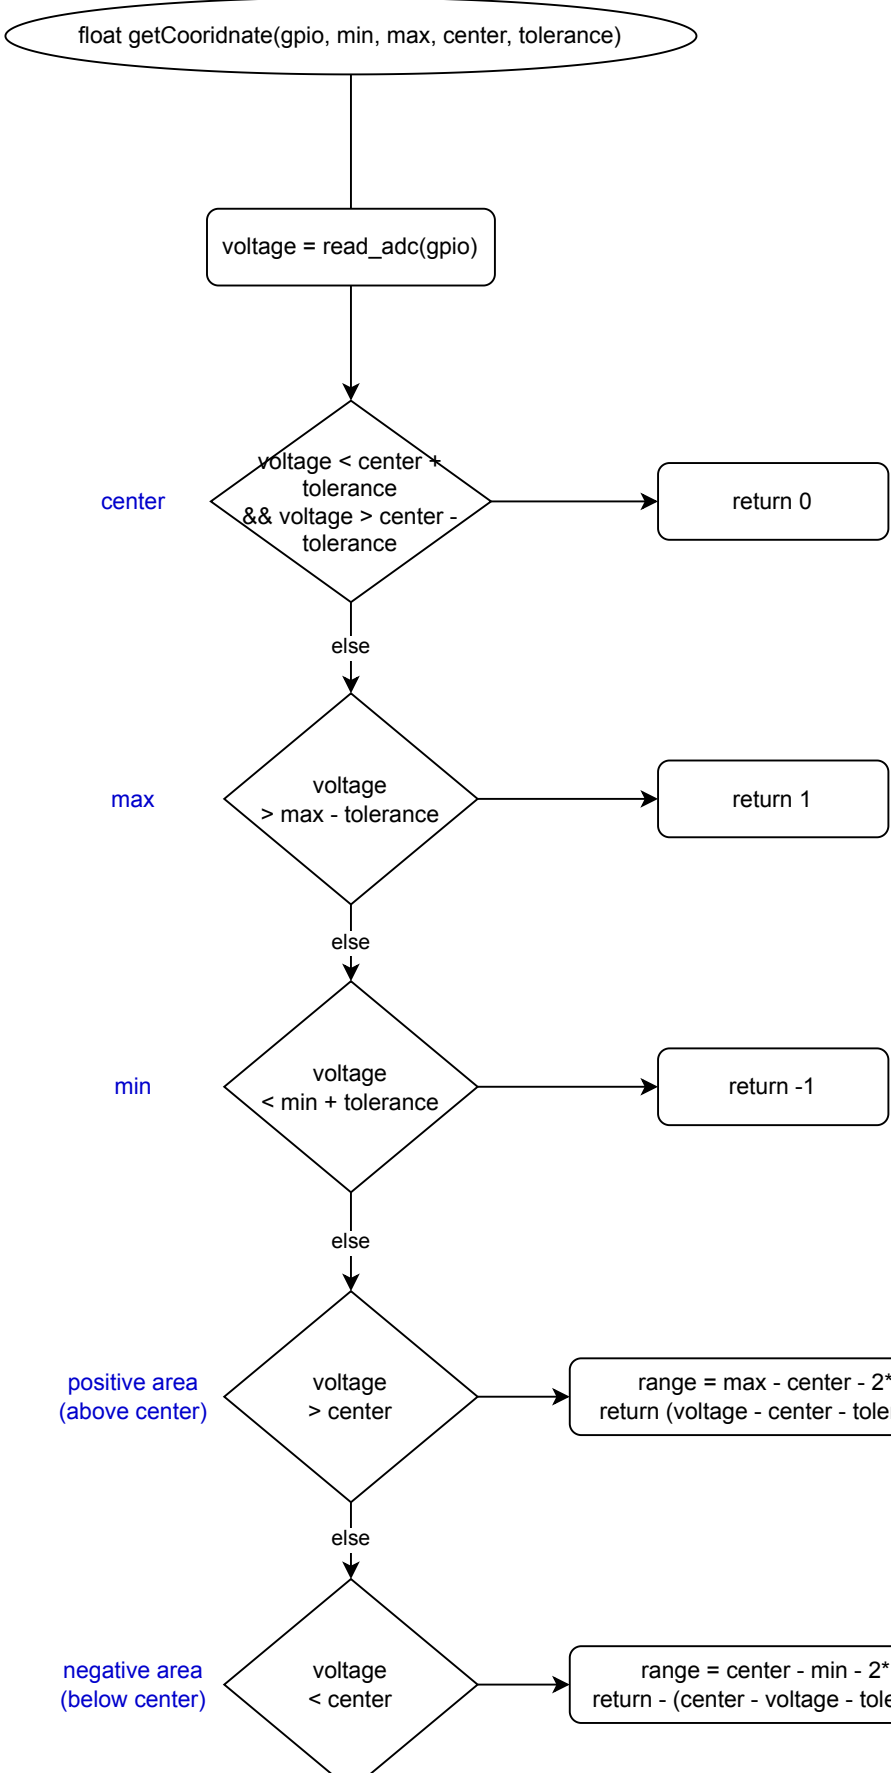 float getCooridnate(gpio, min, max, center, tolerance)
voltage = read_adc(gpio)
center
voltage < center +
tolerance
&& voltage > center -
tolerance
return 0
else
max
voltage
> max - tolerance
return 1
else
min
voltage
< min + tolerance
return -1
else
positive area
(above center)
voltage
> center
range = max - center - 2*
return (voltage - center -
else
negative area
(below center)
voltage
< center
range = center - min - 2*
return - (center - voltage -